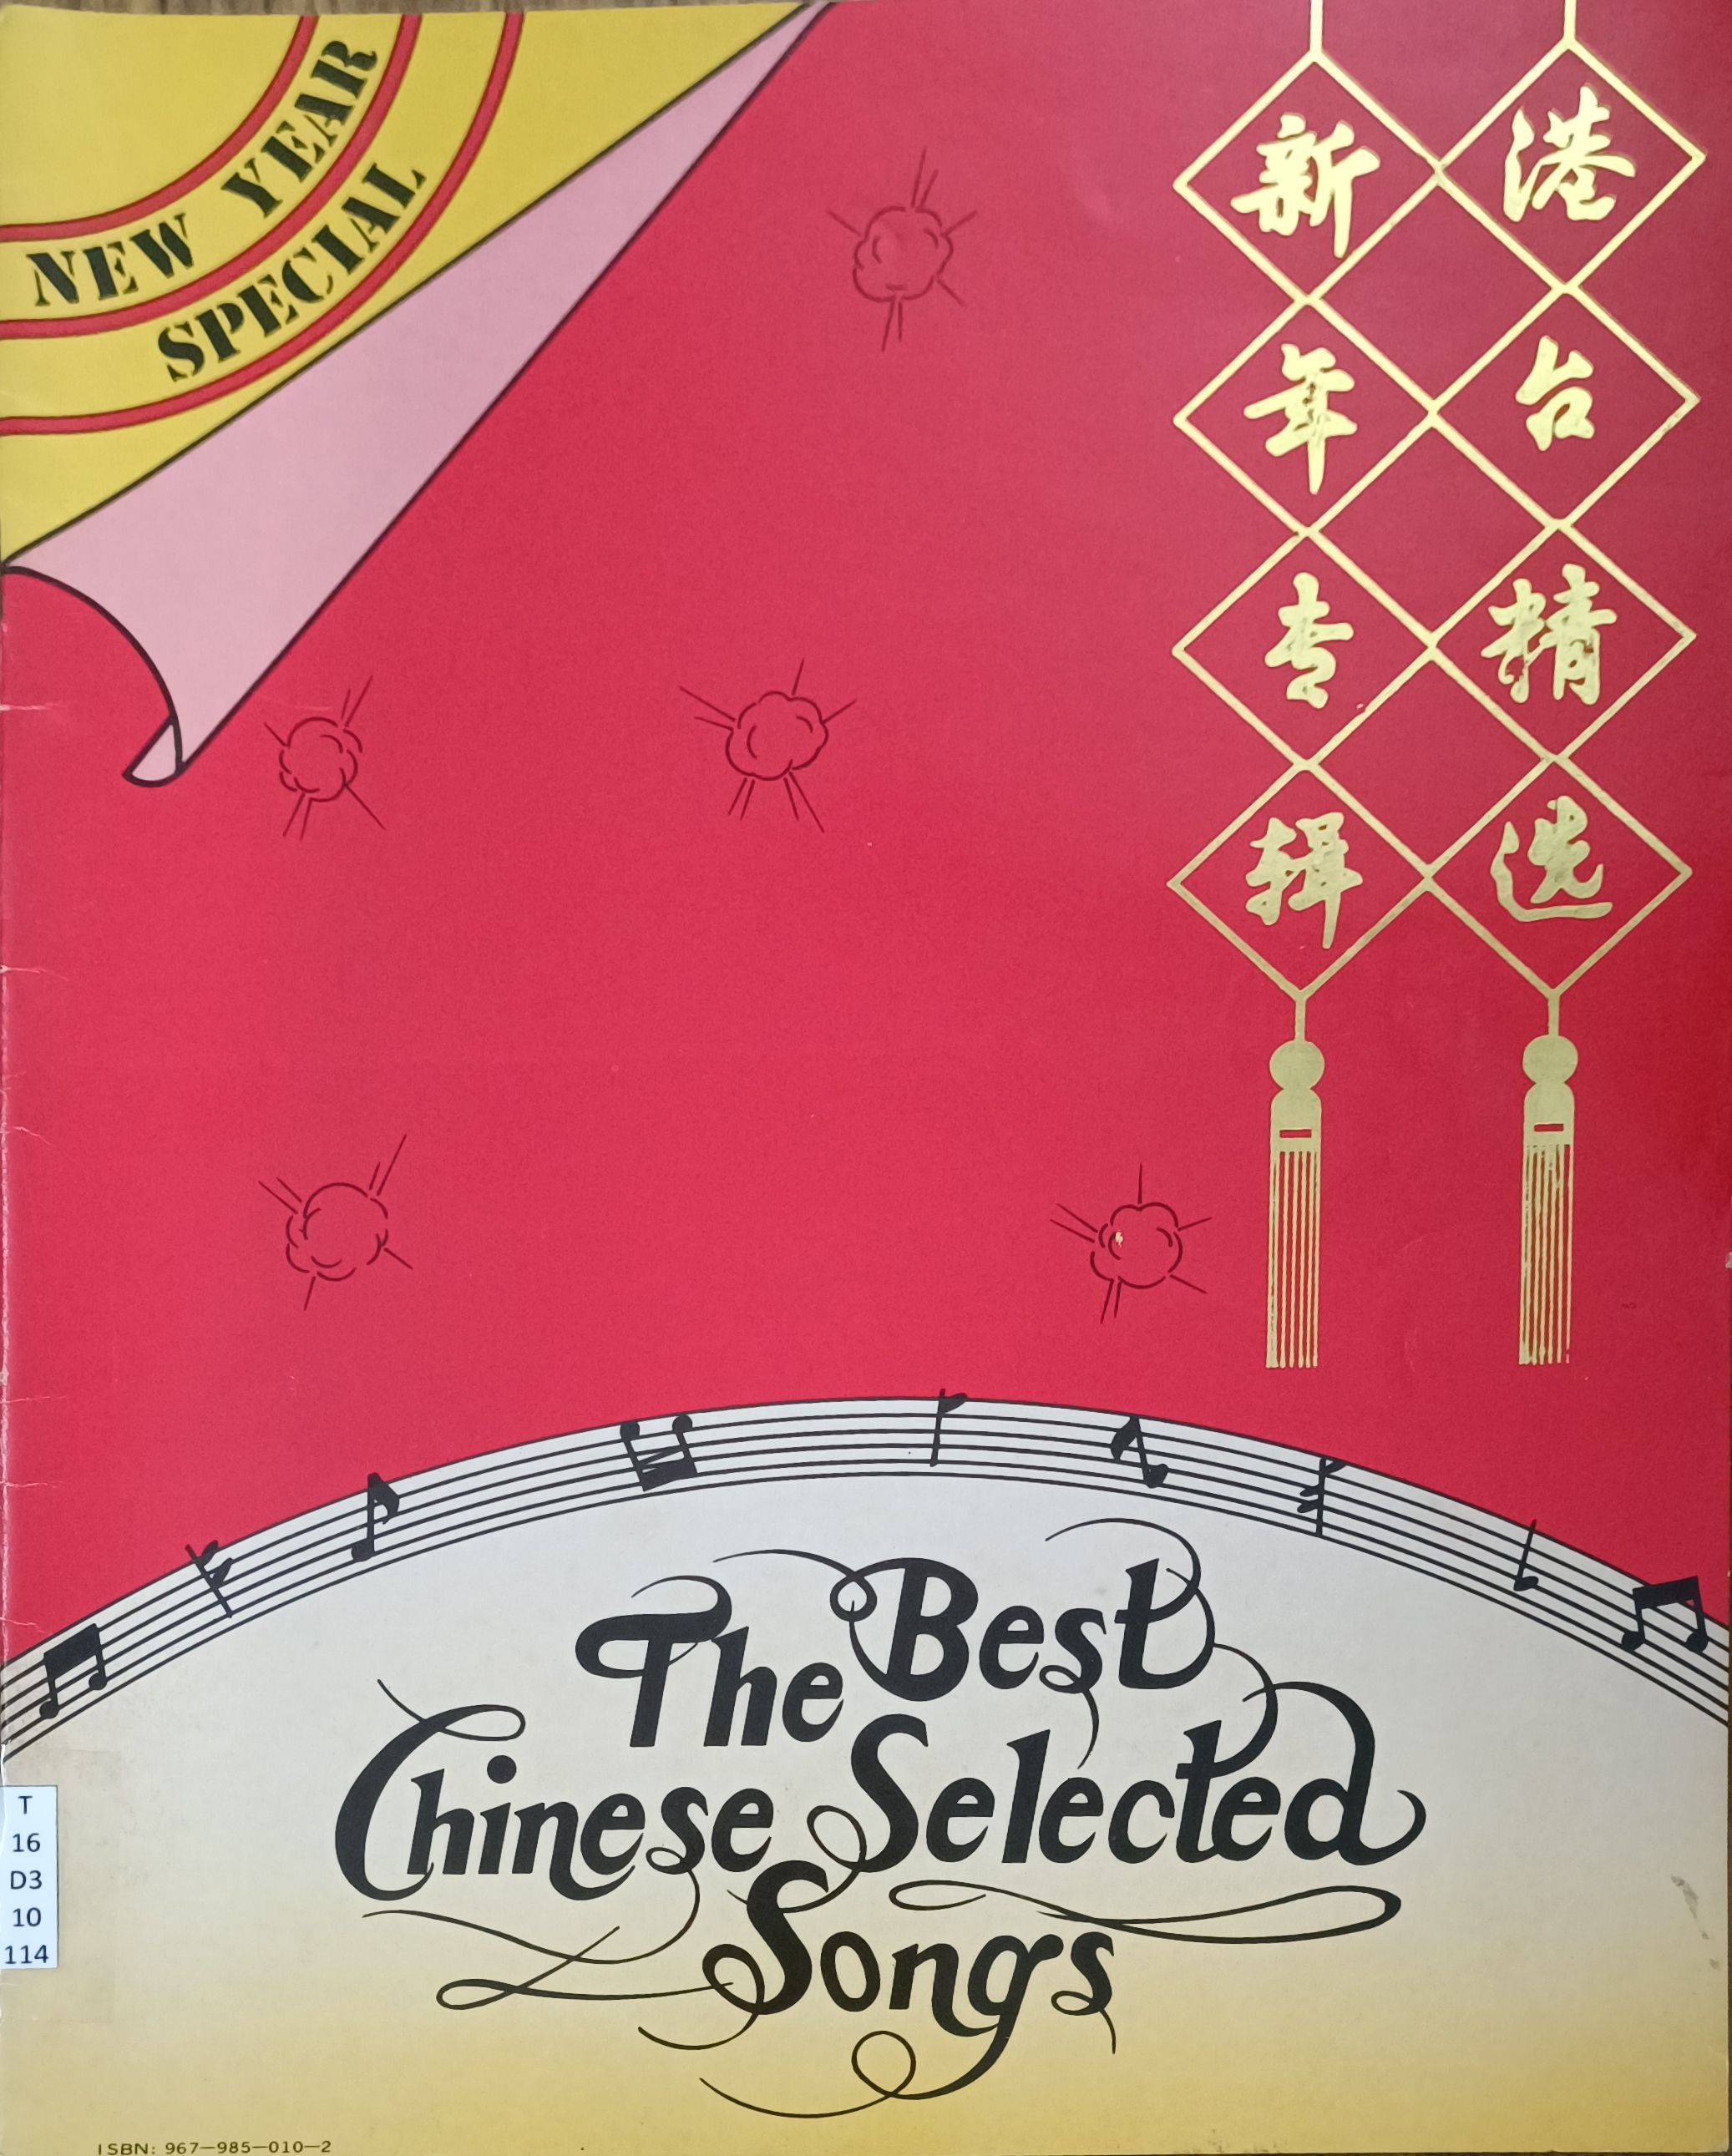 NEW YEAR
SPECIAL
港台精选
新年专辑
The Best
Chinese Selected
Songs
T
16
D3
10
114
ISBN: 967—985—010—2